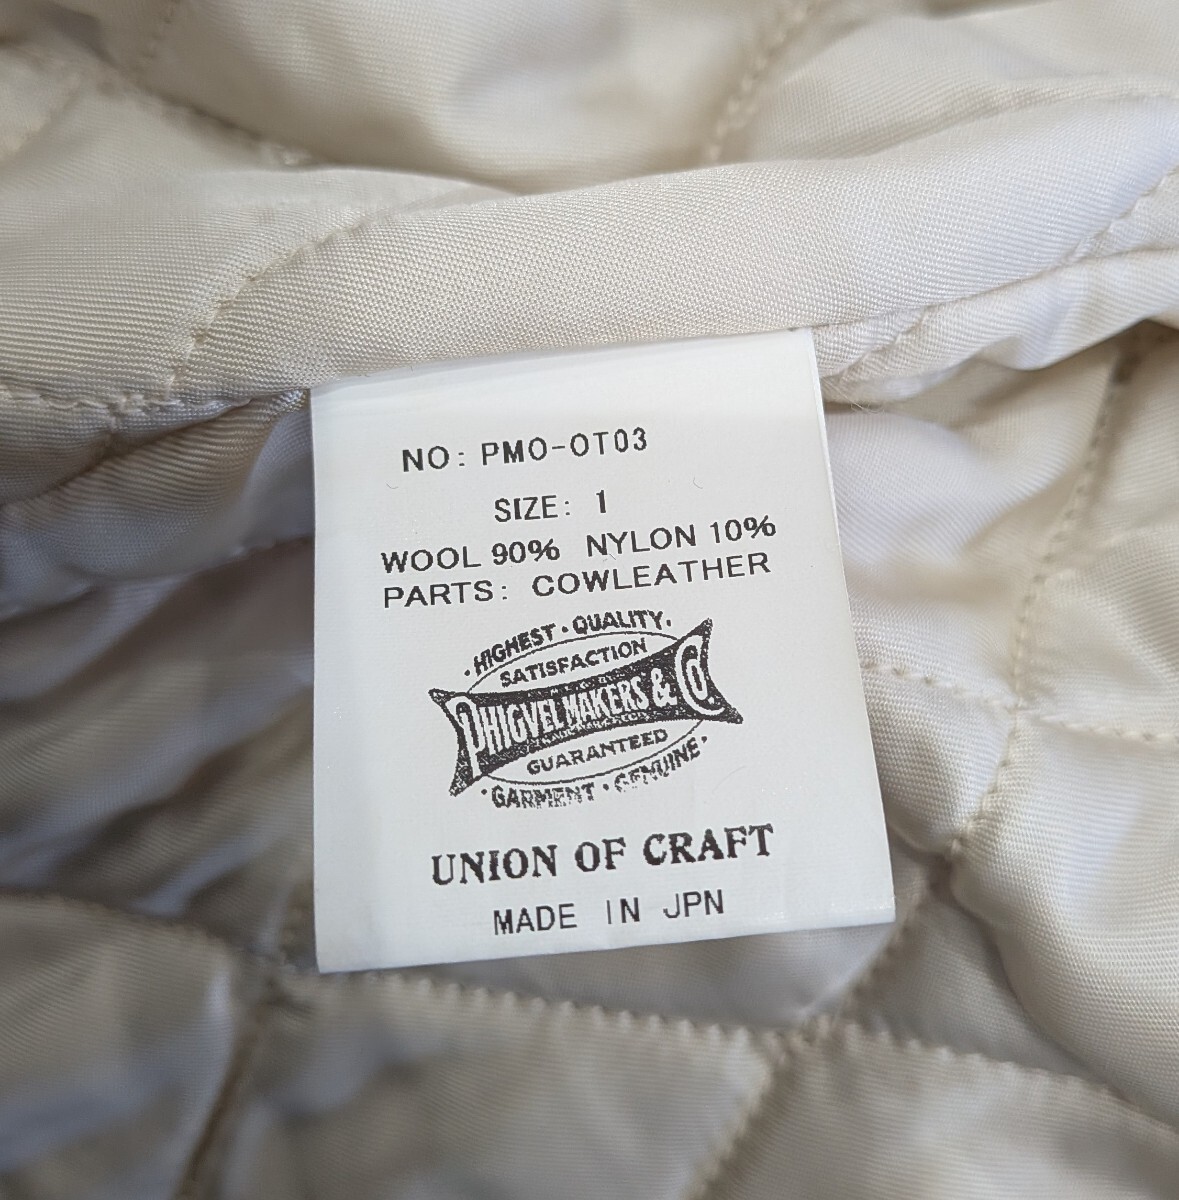 NO: PMO-OT03
SIZE: 1
WOOL 90% NYLON 10%
PARTS: COWLEATHER
·HIGHEST·QUALITY·
SATISFACTION
PHIGVEL MAKERS & Co.
GUARANTEED
·GARMENT·GENUINE·
UNION OF CRAFT
MADE IN JPN